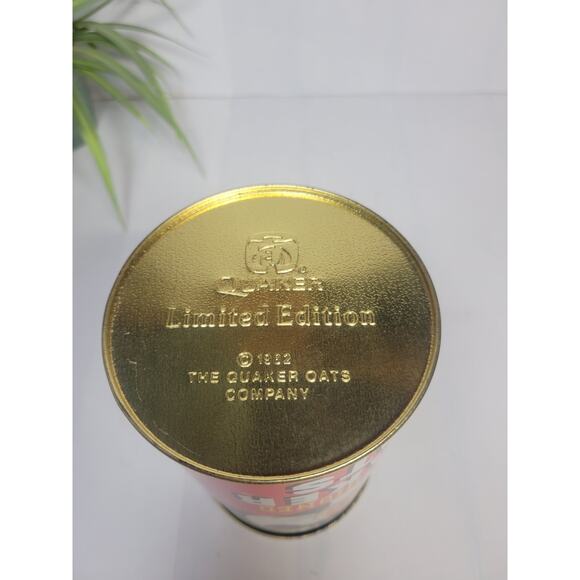 QUAKER®
Limited Edition
© 1982
THE QUAKER OATS
COMPANY